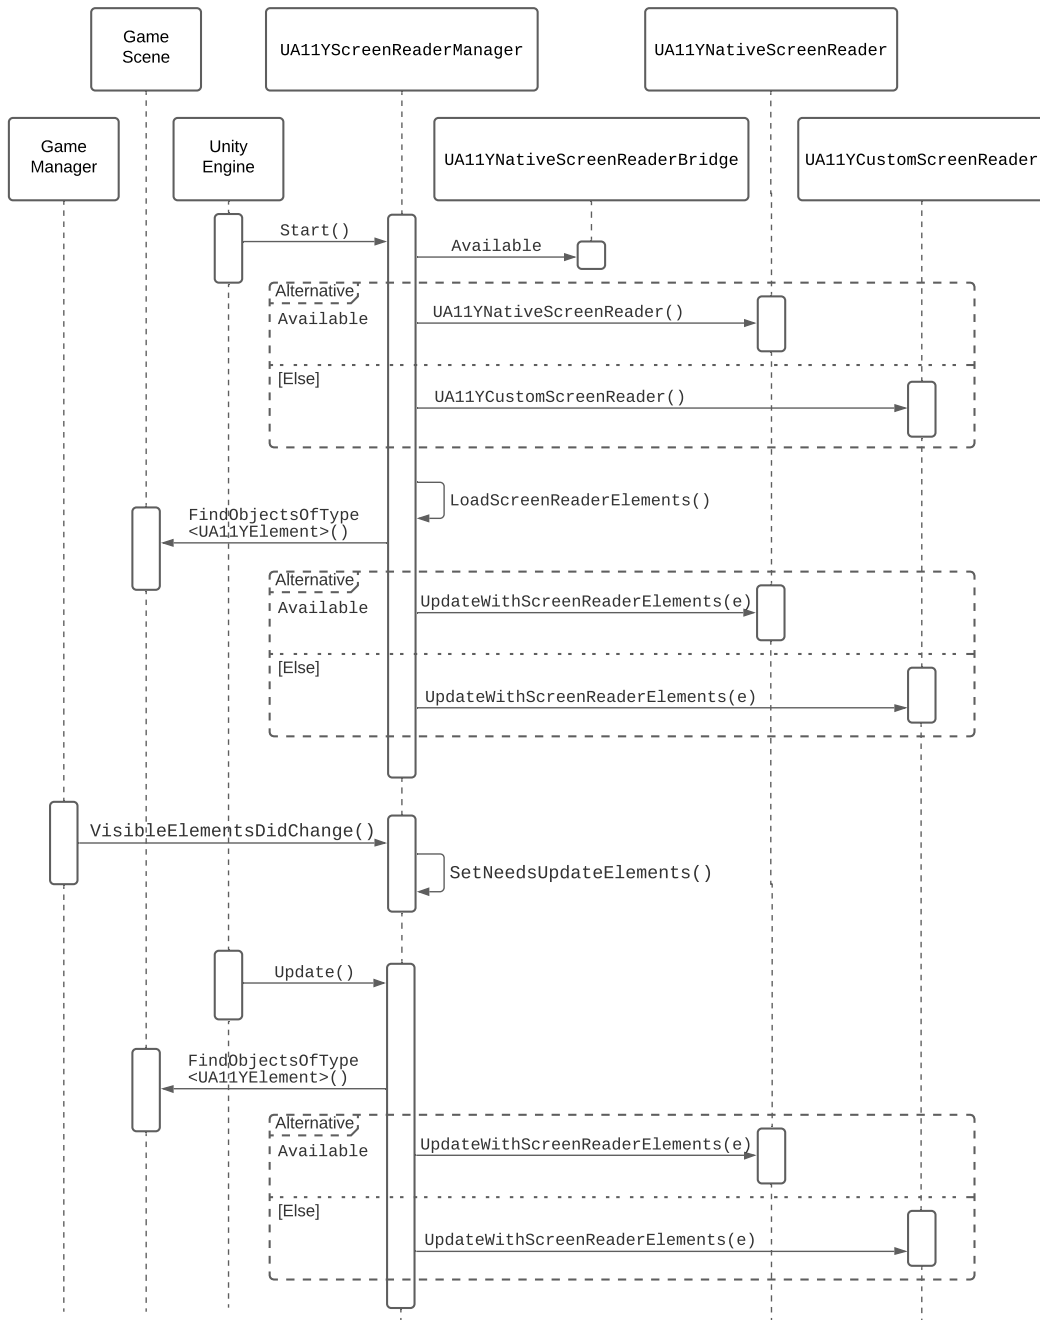 Game
Scene
UA11YScreenReaderManager
UA11YNativeScreenReader
Game
Manager
Unity
Engine
UA11YNativeScreenReaderBridge
UA11YCustomScreenReader
Start()
Available
Alternative
Available
UA11YNativeScreenReader()
[Else]
UA11YCustomScreenReader()
LoadScreenReaderElements()
FindObjectsOfType
<UA11YElement>()
Alternative
Available
UpdateWithScreenReaderElements(e)
[Else]
UpdateWithScreenReaderElements(e)
VisibleElementsDidChange()
SetNeedsUpdateElements()
Update()
FindObjectsOfType
<UA11YElement>()
Alternative
Available
UpdateWithScreenReaderElements(e)
[Else]
UpdateWithScreenReaderElements(e)